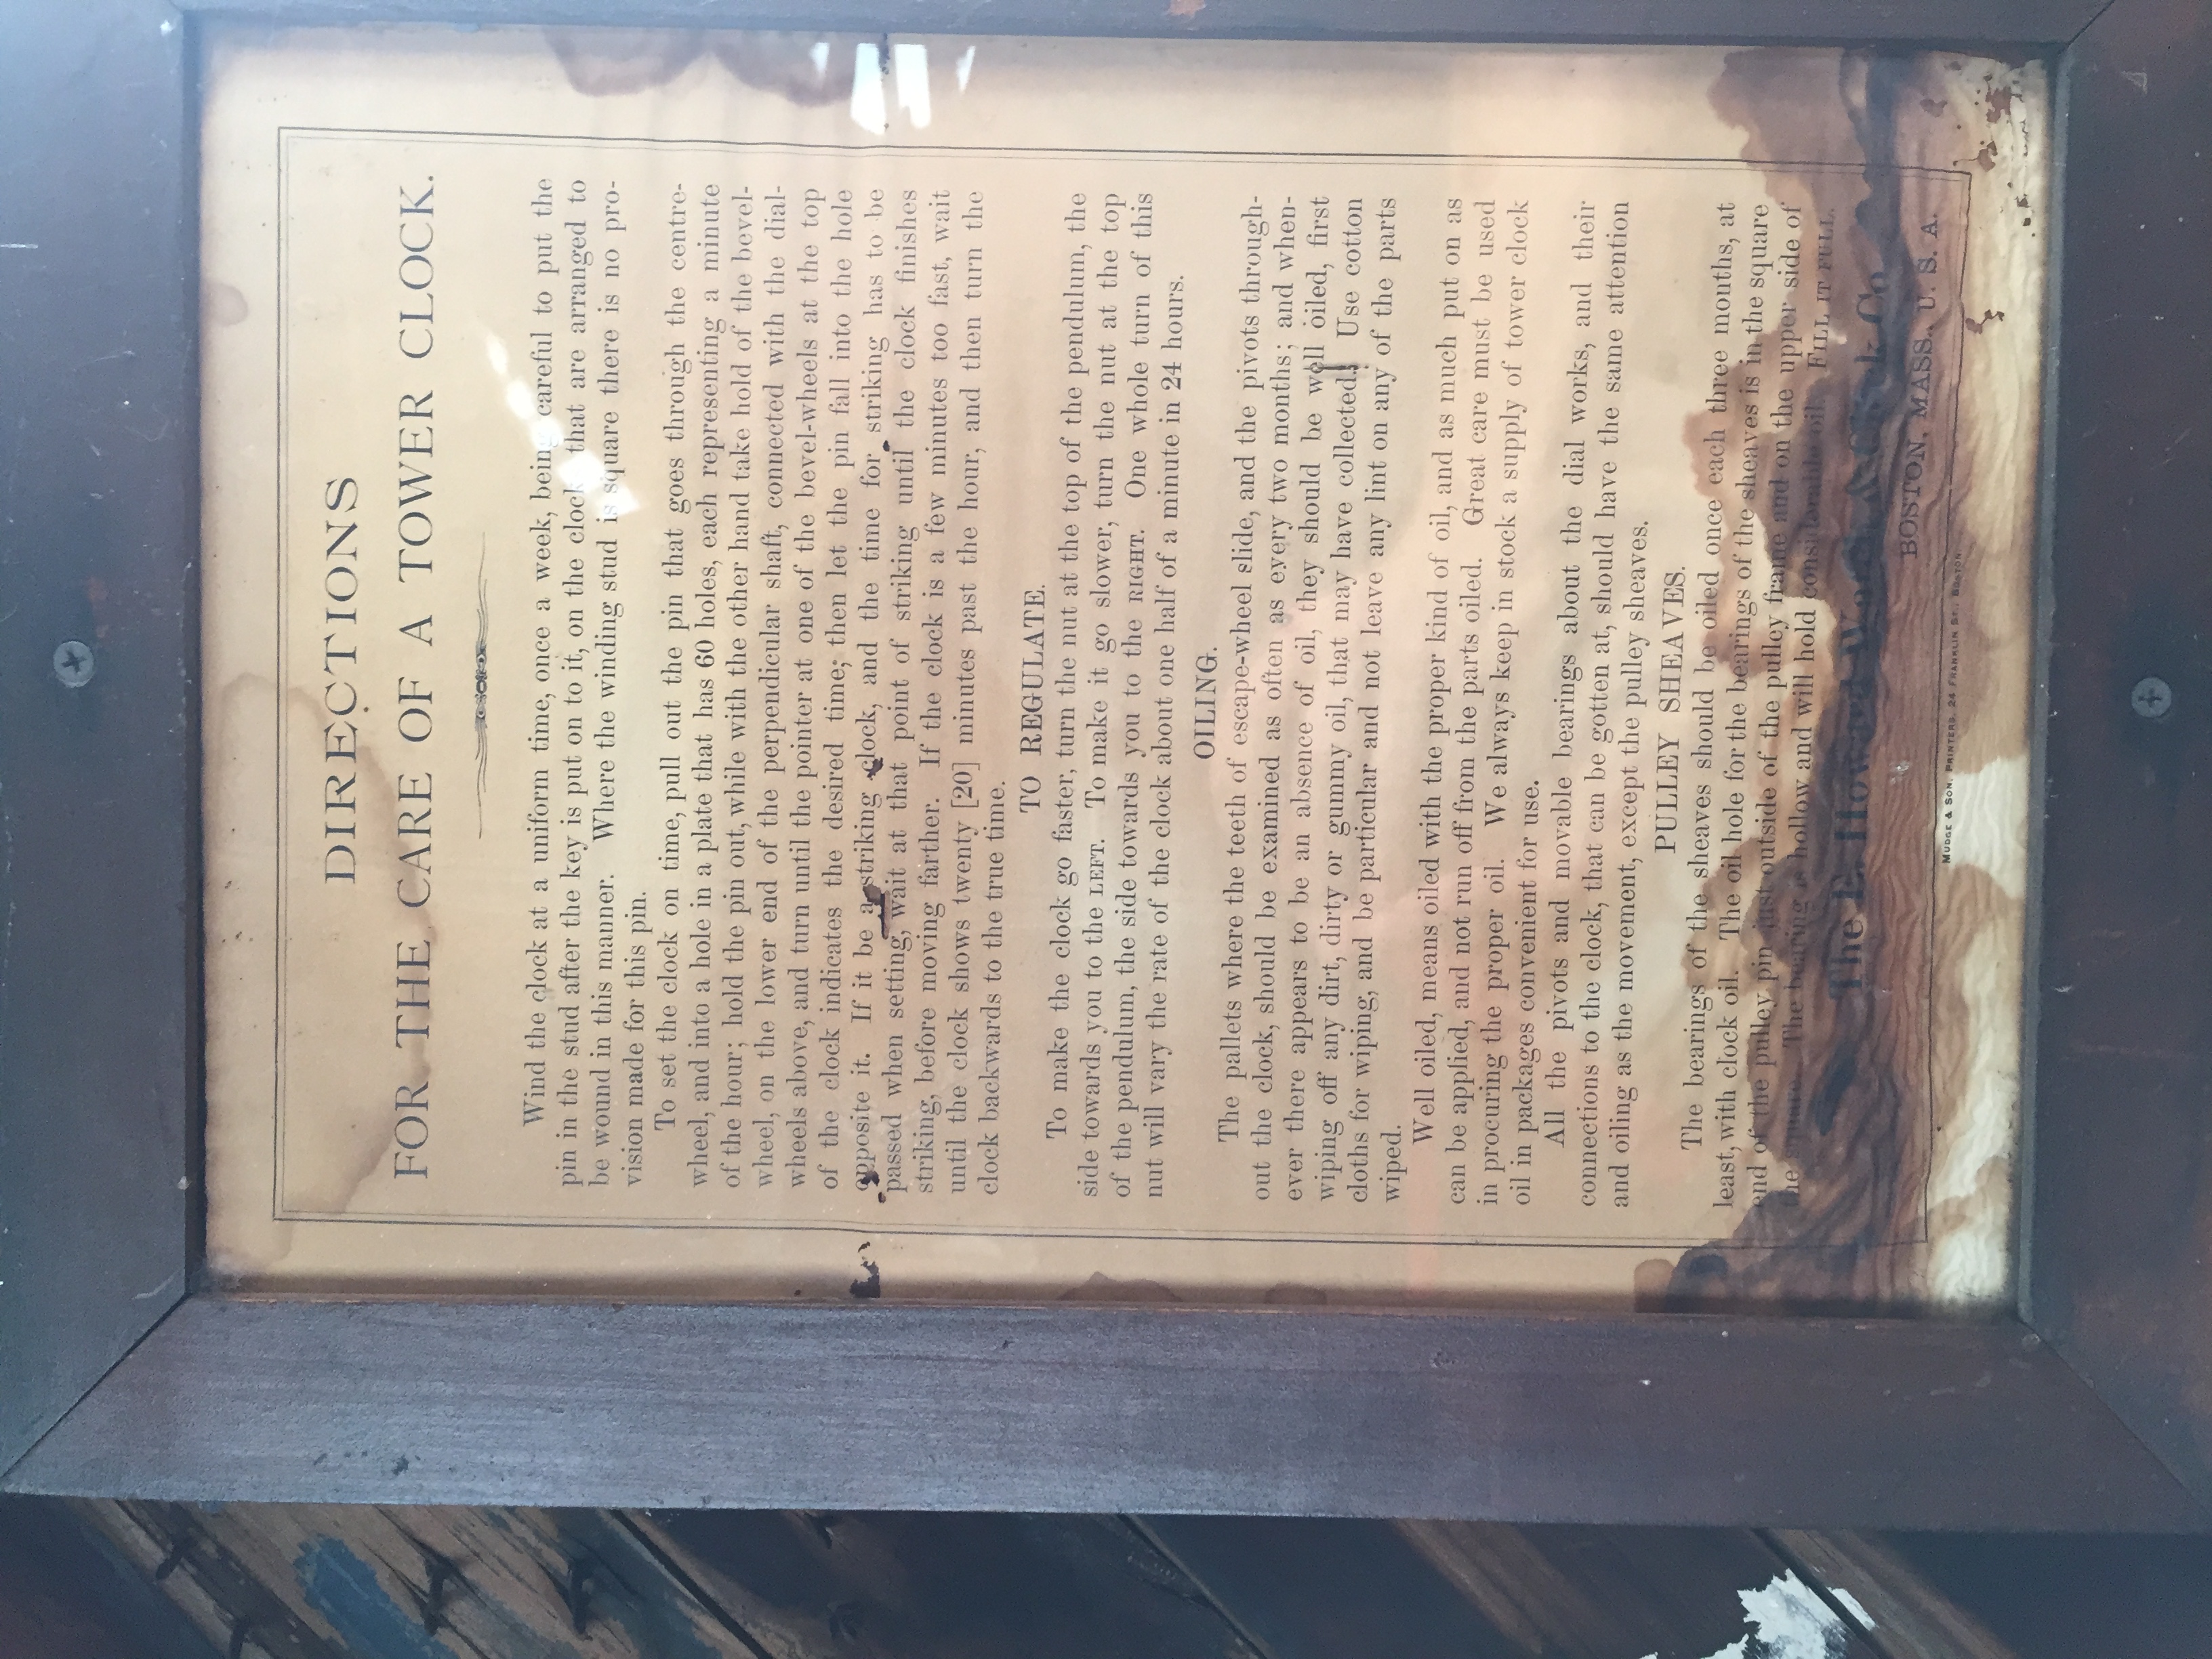 DIRECTIONS
FOR THE CARE OF A TOWER CLOCK.
Wind the clock at a uniform time, once a week, being careful to put the
pin in the stud after the key is put on to it, on the clocks that are arranged to
be wound in this manner. Where the winding stud is square there is no pro-
vision made for this pin.
To set the clock on time, pull out the pin that goes through the centre-
wheel, and into a hole in a plate that has 60 holes, each representing a minute
of the hour; hold the pin out, while with the other hand take hold of the bevel-
wheel, on the lower end of the perpendicular shaft, connected with the dial-
wheels above, and turn until the pointer at one of the bevel-wheels at the top
of the clock indicates the desired time; then let the pin fall into the hole
opposite it. If it be a striking clock, and the time for striking has to be
passed when setting, wait at that point of striking until the clock finishes
striking, before moving farther. If the clock is a few minutes too fast, wait
until the clock shows twenty [20] minutes past the hour, and then turn the
clock backwards to the true time.
TO REGULATE.
To make the clock go faster, turn the nut at the top of the pendulum, the
side towards you to the LEFT. To make it go slower, turn the nut at the top
of the pendulum, the side towards you to the RIGHT. One whole turn of this
nut will vary the rate of the clock about one half of a minute in 24 hours.
OILING.
The pallets where the teeth of escape-wheel slide, and the pivots through-
out the clock, should be examined as often as every two months; and when-
ever there appears to be an absence of oil, they should be well oiled, first
wiping off any dirt, dirty or gummy oil, that may have collected. Use cotton
cloths for wiping, and be particular and not leave any lint on any of the parts
wiped.
Well oiled, means oiled with the proper kind of oil, and as much put on as
can be applied, and not run off from the parts oiled. Great care must be used
in procuring the proper oil. We always keep in stock a supply of tower clock
oil in packages convenient for use.
All the pivots and movable bearings about the dial works, and their
connections to the clock, that can be gotten at, should have the same attention
and oiling as the movement, except the pulley sheaves.
PULLEY SHEAVES.
The bearings of the sheaves should be oiled once each three mouths, at
least, with clock oil. The oil hole for the bearings of the sheaves is in the square
end of the pulley pin just outside of the pulley frame and on the upper side of
the square. The bearing is hollow and will hold considerable oil. FILL IT FULL.
The E. Howard Watch & Clock Co.
BOSTON, MASS., U. S. A.
MUDGE & SON, PRINTERS, 24 FRANKLIN ST., BOSTON.